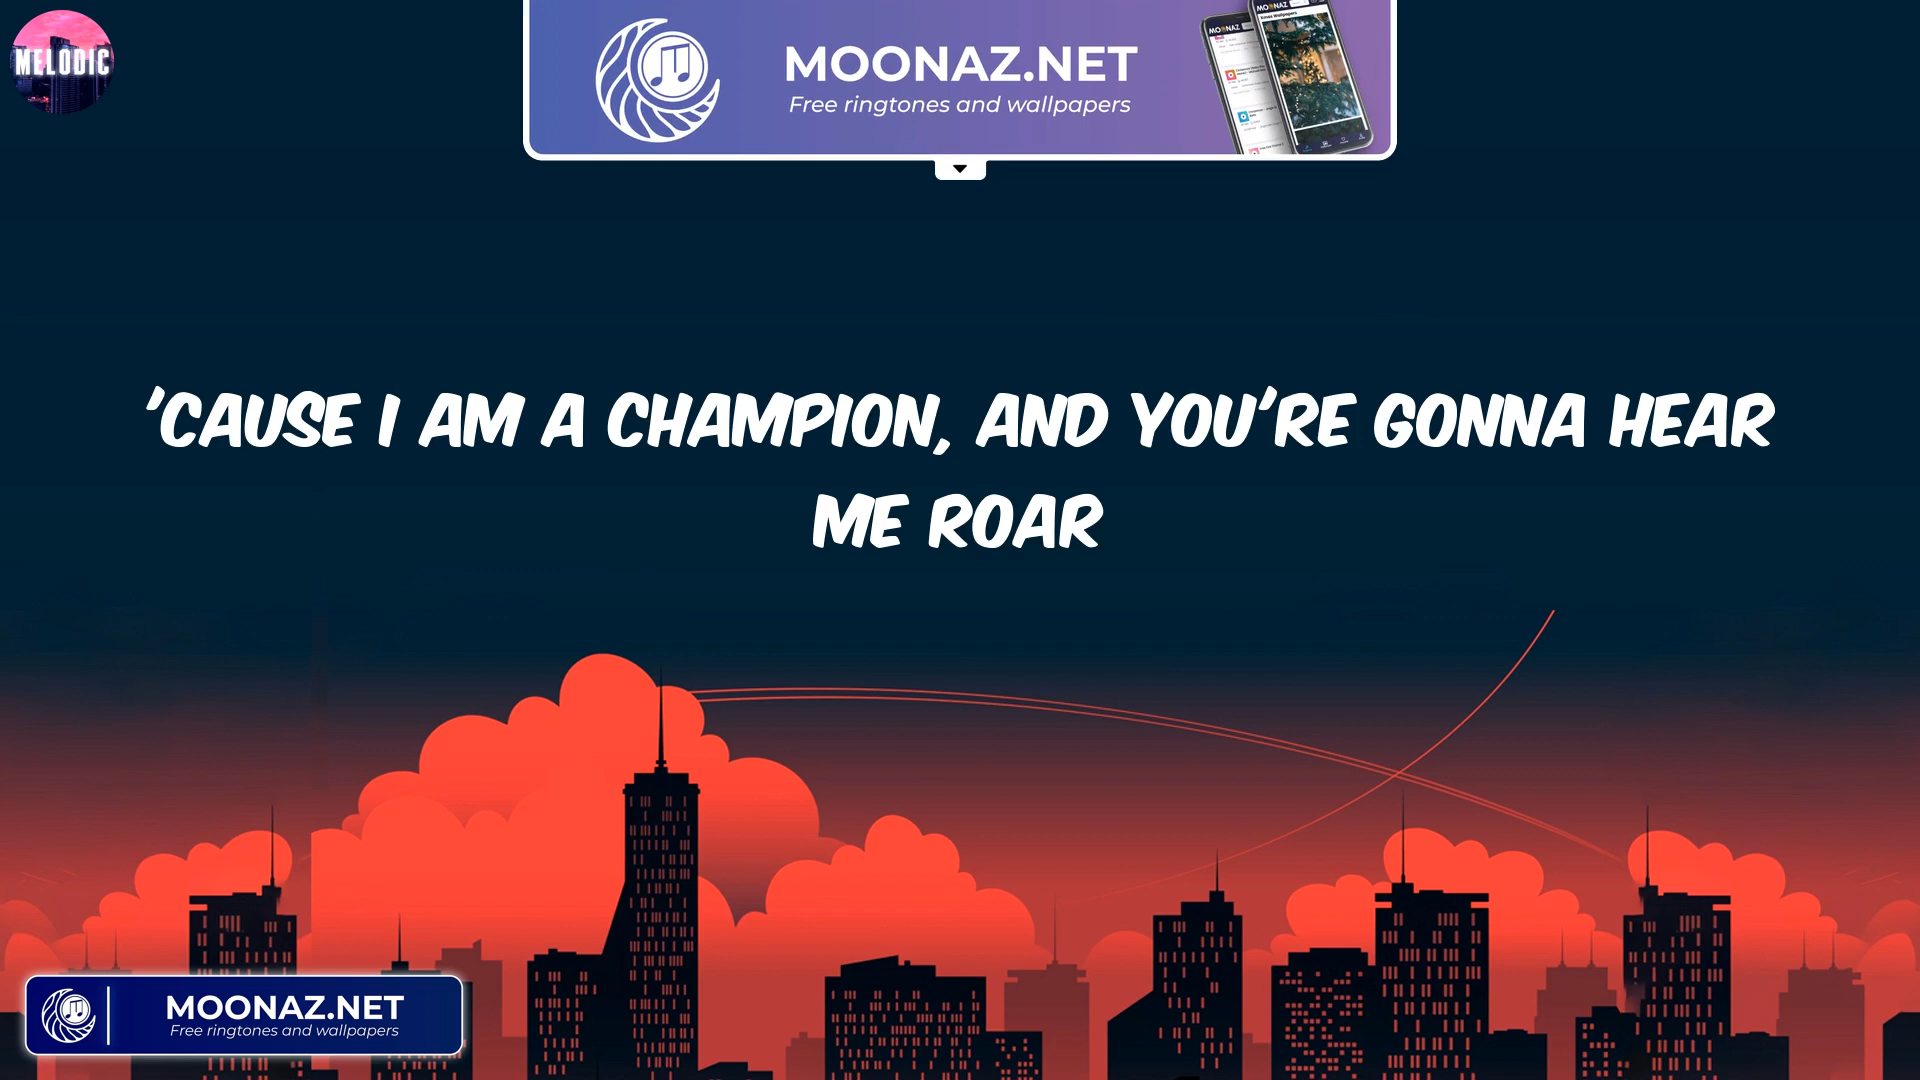 MELODIC
MOONAZ.NET
Free ringtones and wallpapers
'CAUSE I AM A CHAMPION, AND YOU'RE GONNA HEAR
ME ROAR
MOONAZ.NET
Free ringtones and wallpapers